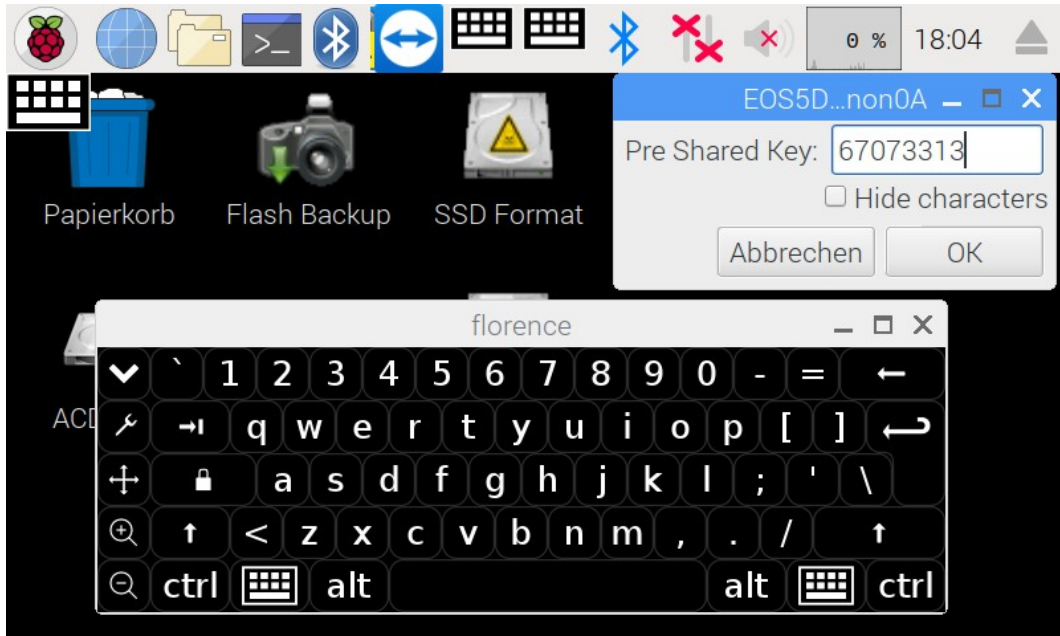 0 % 18:04
EOS5D...non0A
Pre Shared Key: 67073313
Hide characters
Abbrechen OK
Papierkorb Flash Backup SSD Format
florence
` 1 2 3 4 5 6 7 8 9 0 - =
q w e r t y u i o p [ ]
ACD
a s d f g h j k l ; ' \
< z x c v b n m , . /
ctrl alt alt ctrl